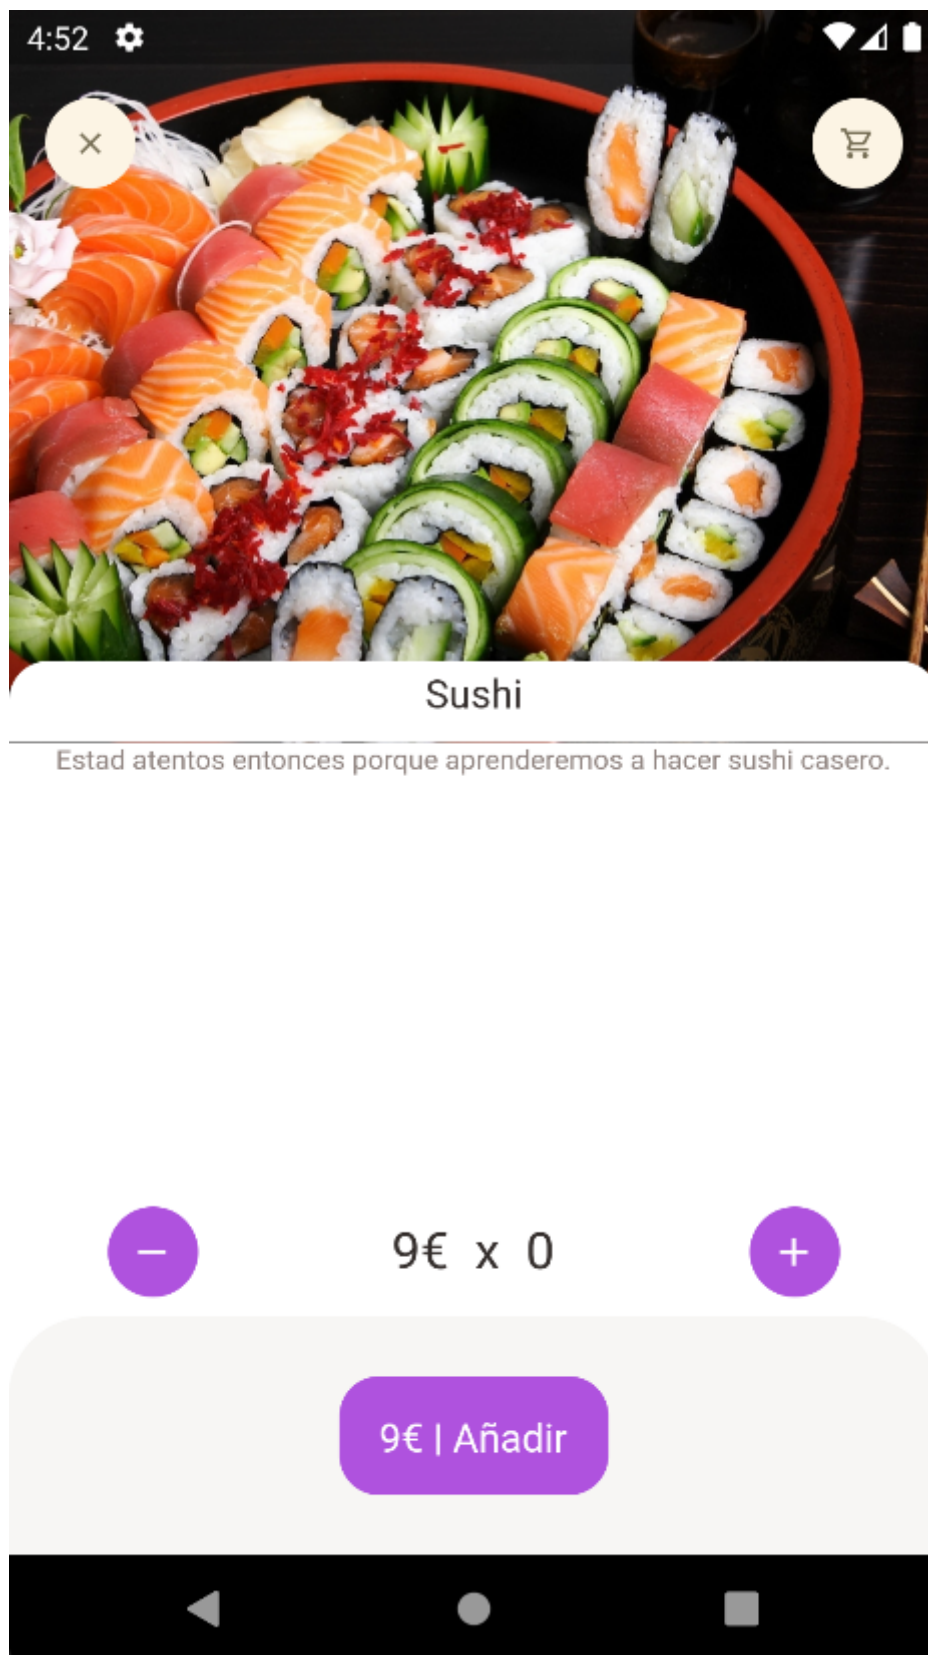 4:52
Sushi
Estad atentos entonces porque aprenderemos a hacer sushi casero.
9€ x 0
9€ | Añadir